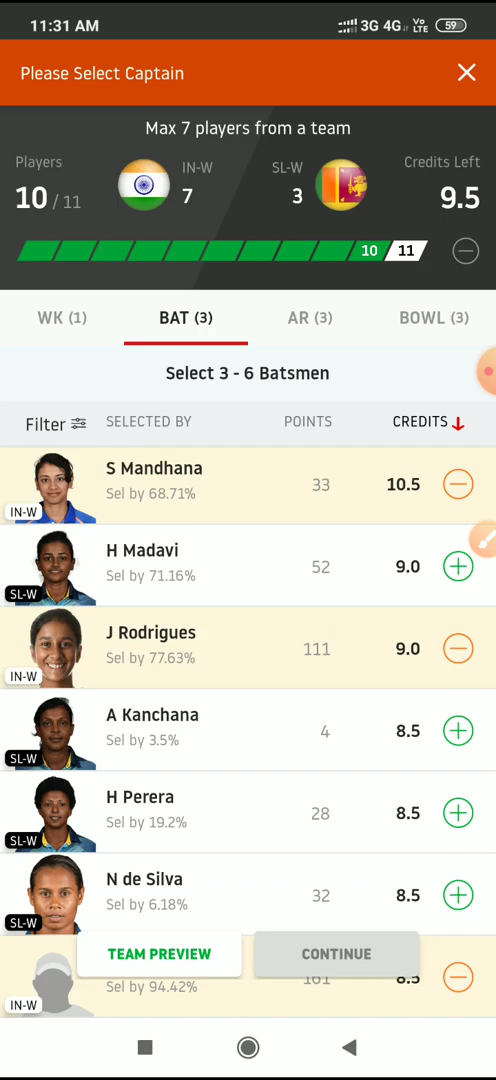 11:31 AM 3G 4G Vo LTE 59
Please Select Captain
Max 7 players from a team
Players IN-W SL-W Credits Left
10 / 11 7 3 9.5
10 11
WK (1) BAT (3) AR (3) BOWL (3)
Select 3 - 6 Batsmen
Filter SELECTED BY POINTS CREDITS
S Mandhana
Sel by 68.71% 33 10.5
IN-W
H Madavi
Sel by 71.16% 52 9.0
SL-W
J Rodrigues
Sel by 77.63% 111 9.0
IN-W
A Kanchana
Sel by 3.5% 4 8.5
SL-W
H Perera
Sel by 19.2% 28 8.5
SL-W
N de Silva
Sel by 6.18% 32 8.5
SL-W
TEAM PREVIEW CONTINUE
Sel by 94.42% 161 8.5
IN-W